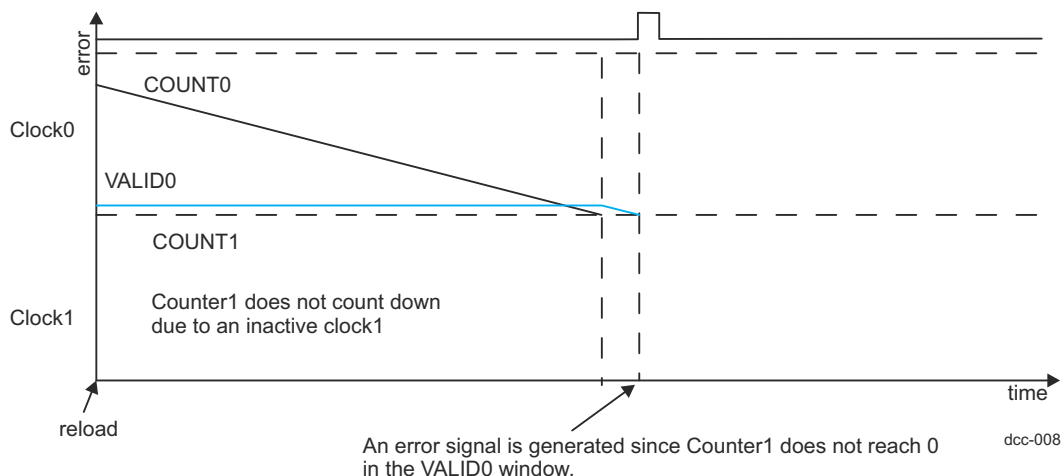 error
COUNT0
Clock0
VALID0
COUNT1
Counter1 does not count down
due to an inactive clock1
Clock1
time
reload
An error signal is generated since Counter1 does not reach 0
in the VALID0 window.
dcc-008